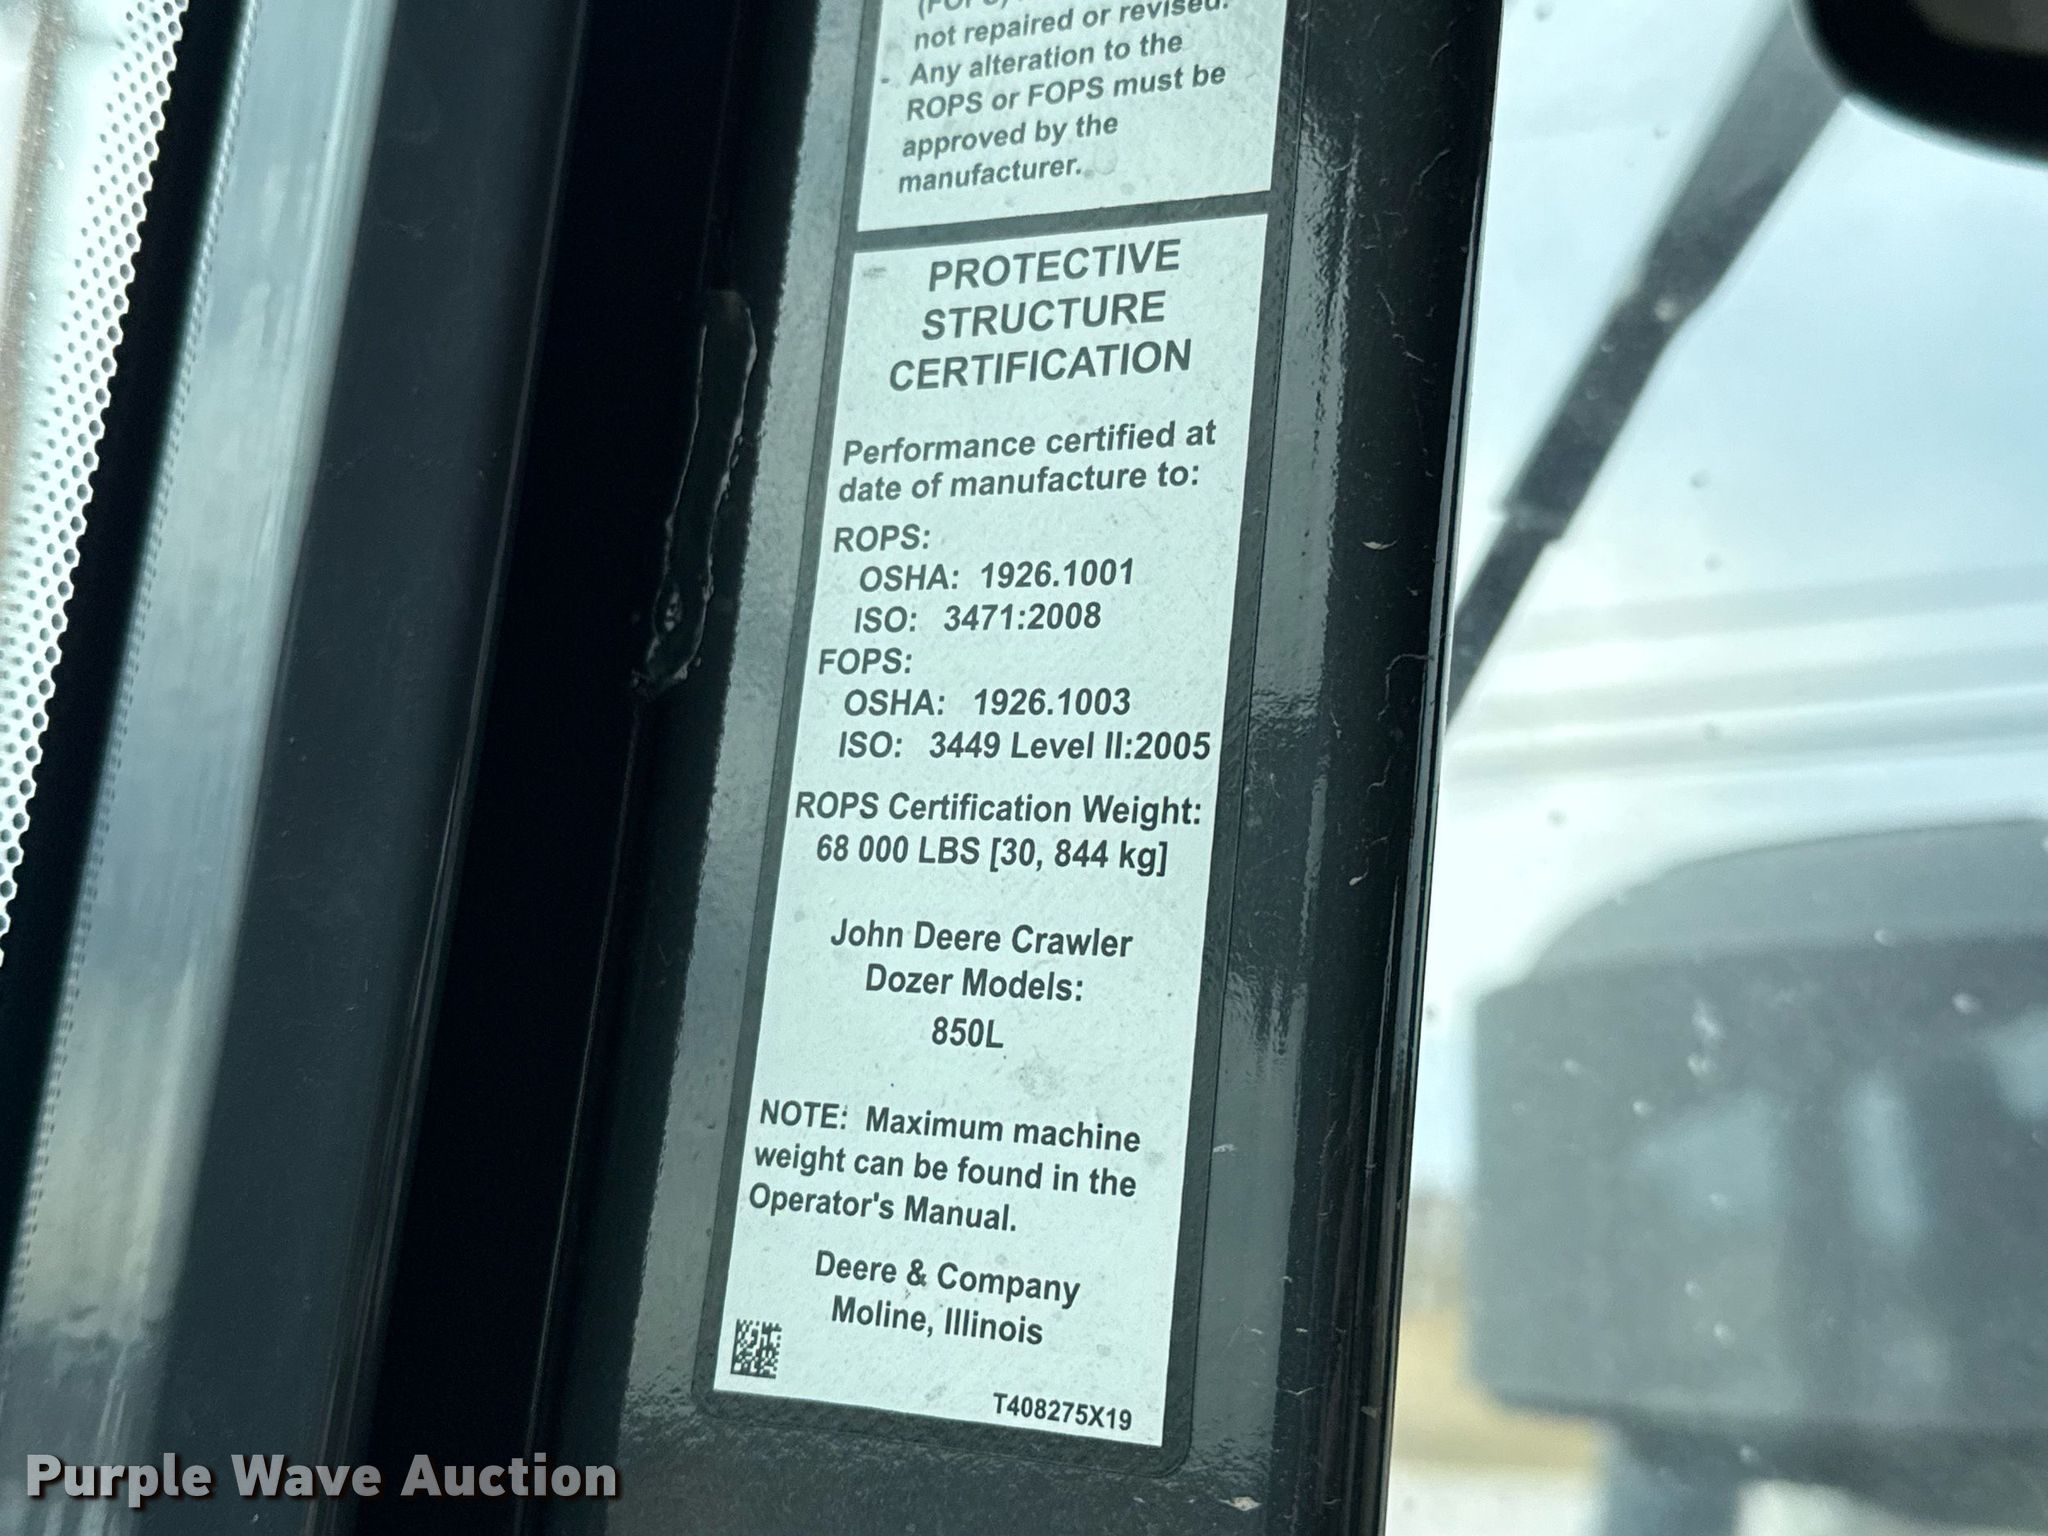 (FOPS)
not repaired or revised.
- Any alteration to the
ROPS or FOPS must be
approved by the
manufacturer.
PROTECTIVE
STRUCTURE
CERTIFICATION
Performance certified at
date of manufacture to:
ROPS:
OSHA: 1926.1001
ISO: 3471:2008
FOPS:
OSHA: 1926.1003
ISO: 3449 Level II:2005
ROPS Certification Weight:
68 000 LBS [30, 844 kg]
John Deere Crawler
Dozer Models:
850L
NOTE: Maximum machine
weight can be found in the
Operator's Manual.
Deere & Company
Moline, Illinois
T408275X19
Purple Wave Auction